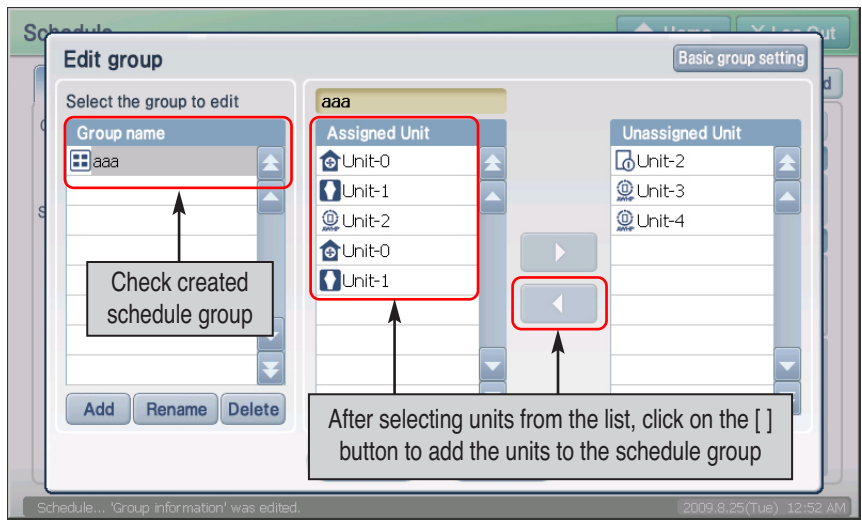 Schedule
Home
X Log Out
Edit group
Basic group setting
Select the group to edit
aaa
Group name
Assigned Unit
Unassigned Unit
aaa
Unit-0
Unit-2
Unit-1
Unit-3
Unit-2
Unit-4
Unit-0
Unit-1
Check created
schedule group
Add
Rename
Delete
After selecting units from the list, click on the [ ]
button to add the units to the schedule group
Schedule... 'Group information' was edited.
2009.8.25(Tue) 12:52 AM